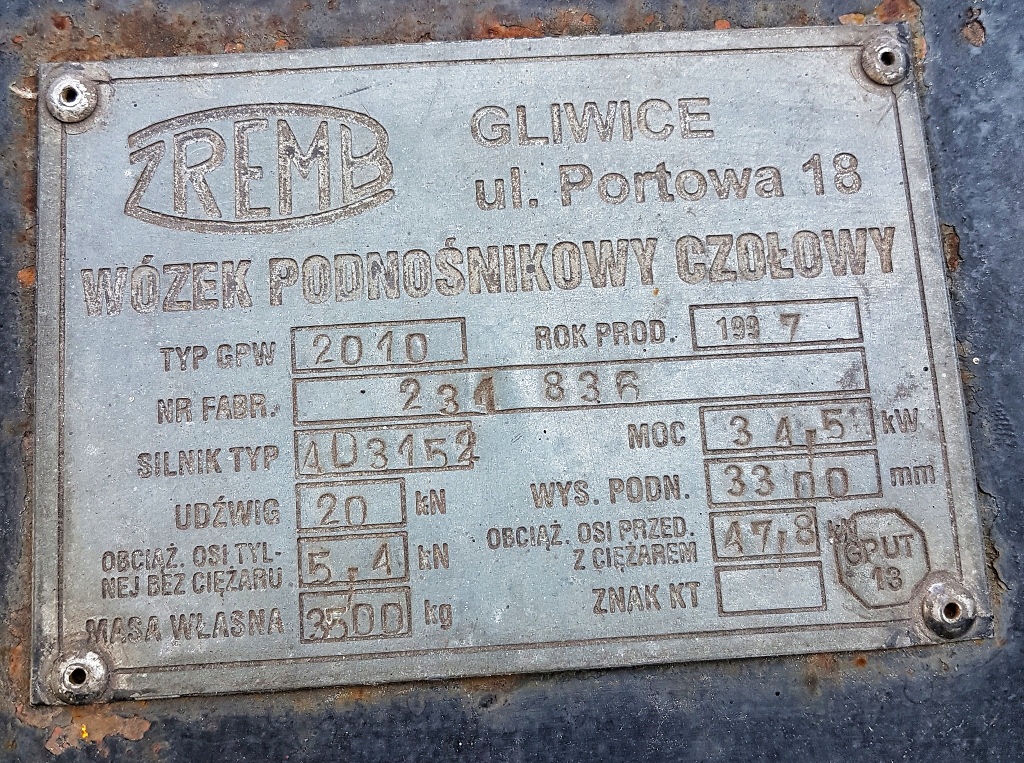 ZREMB
GLIWICE
ul. Portowa 18
WÓZEK PODNOŚNIKOWY CZOŁOWY
TYP GPW 2010 ROK PROD. 1997
NR FABR. 231 836
SILNIK TYP 4D3152 MOC 34,5 kW
UDŹWIG 20 kN WYS. PODN. 3300 mm
OBCIĄŻ. OSI TYL-
NEJ BEZ CIĘŻARU 5,4 kN
OBCIĄŻ. OSI PRZED.
Z CIĘŻAREM 47,8 kN
MASA WŁASNA 3500 kg ZNAK KT
GPUT
13